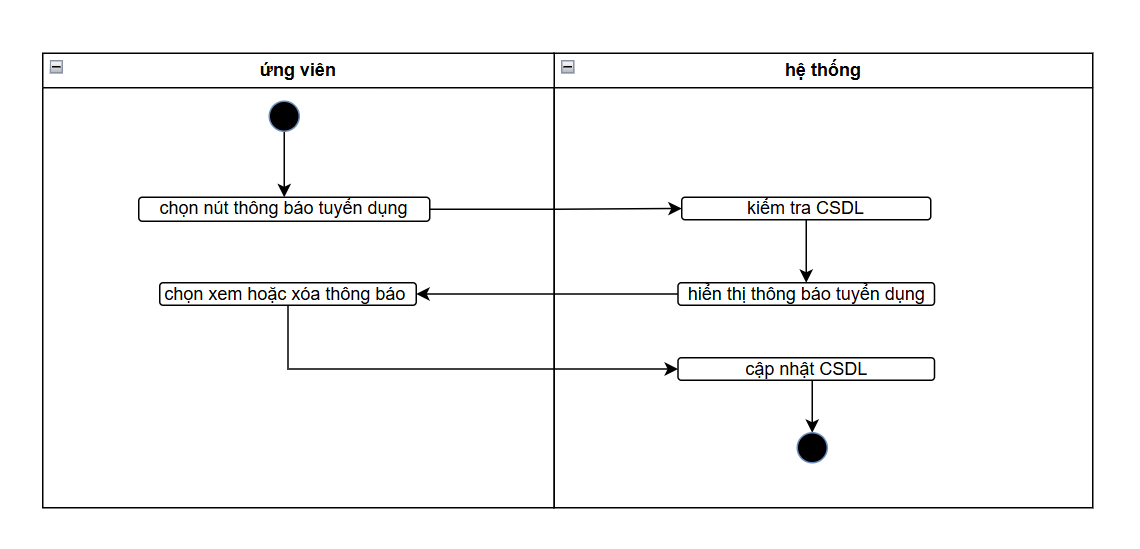 ứng viên
hệ thống
chọn nút thông báo tuyển dụng
kiểm tra CSDL
chọn xem hoặc xóa thông báo
hiển thị thông báo tuyển dụng
cập nhật CSDL